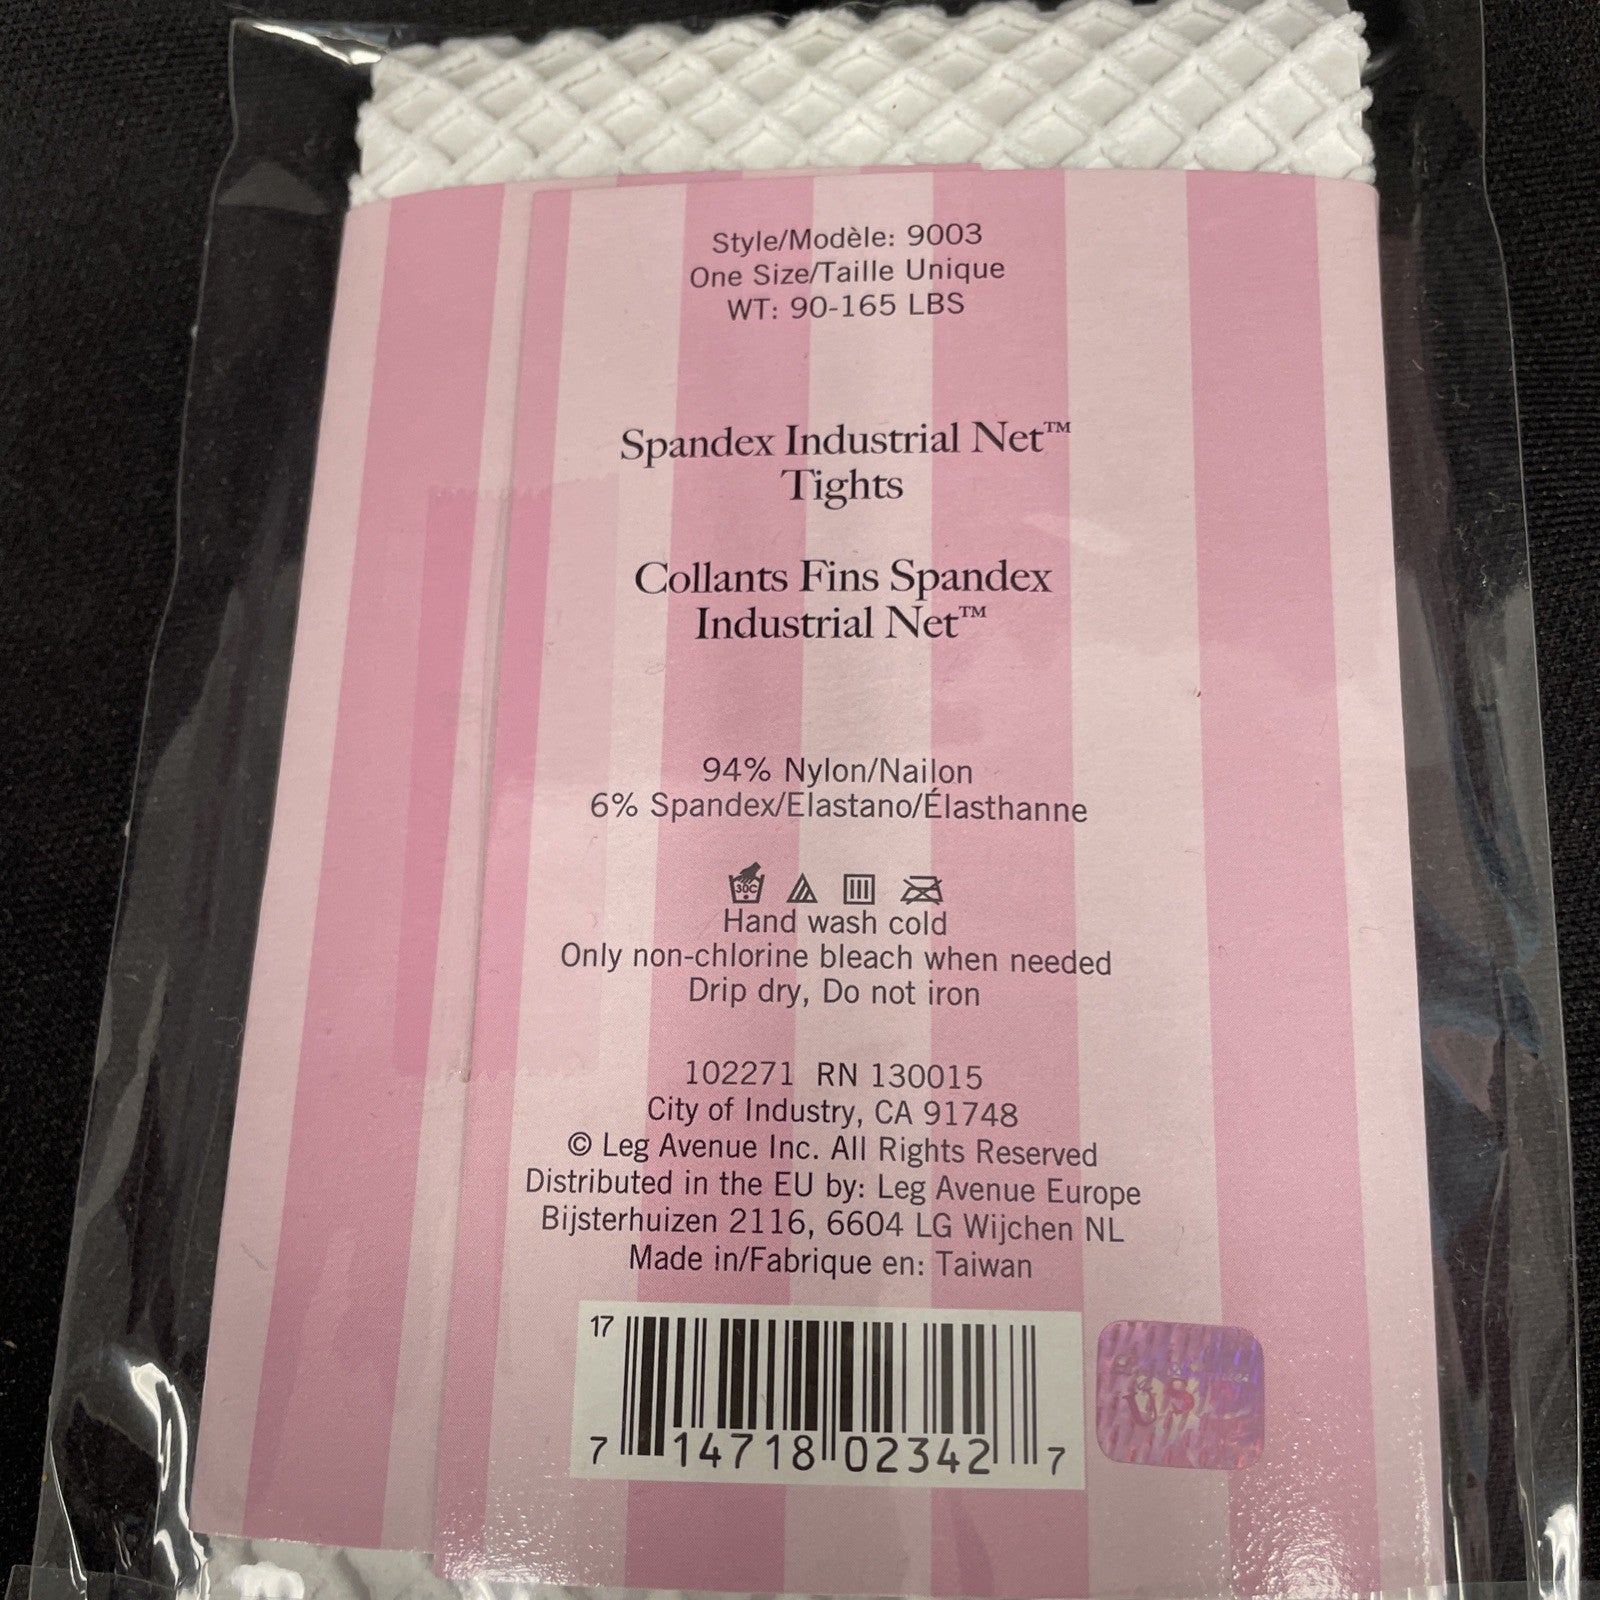 Style/Modèle: 9003
One Size/Taille Unique
WT: 90-165 LBS
Spandex Industrial Net™
Tights
Collants Fins Spandex
Industrial Net™
94% Nylon/Nailon
6% Spandex/Elastano/Élasthanne
30C
Hand wash cold
Only non-chlorine bleach when needed
Drip dry, Do not iron
102271 RN 130015
City of Industry, CA 91748
© Leg Avenue Inc. All Rights Reserved
Distributed in the EU by: Leg Avenue Europe
Bijsterhuizen 2116, 6604 LG Wijchen NL
Made in/Fabrique en: Taiwan
17
7 14718 02342 7